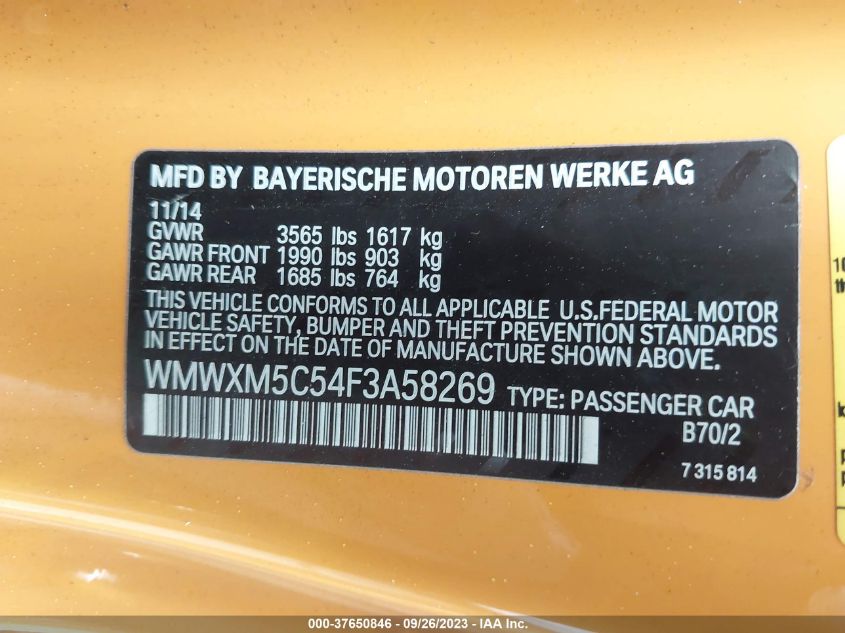 MFD BY BAYERISCHE MOTOREN WERKE AG
11/14
GVWR 3565 lbs 1617 kg
GAWR FRONT 1990 lbs 903 kg
GAWR REAR 1685 lbs 764 kg
THIS VEHICLE CONFORMS TO ALL APPLICABLE U.S.FEDERAL MOTOR
VEHICLE SAFETY, BUMPER AND THEFT PREVENTION STANDARDS
IN EFFECT ON THE DATE OF MANUFACTURE SHOWN ABOVE.
WMWXM5C54F3A58269 TYPE: PASSENGER CAR
B70/2
7 315 814
000-37650846 - 09/26/2023 - IAA Inc.